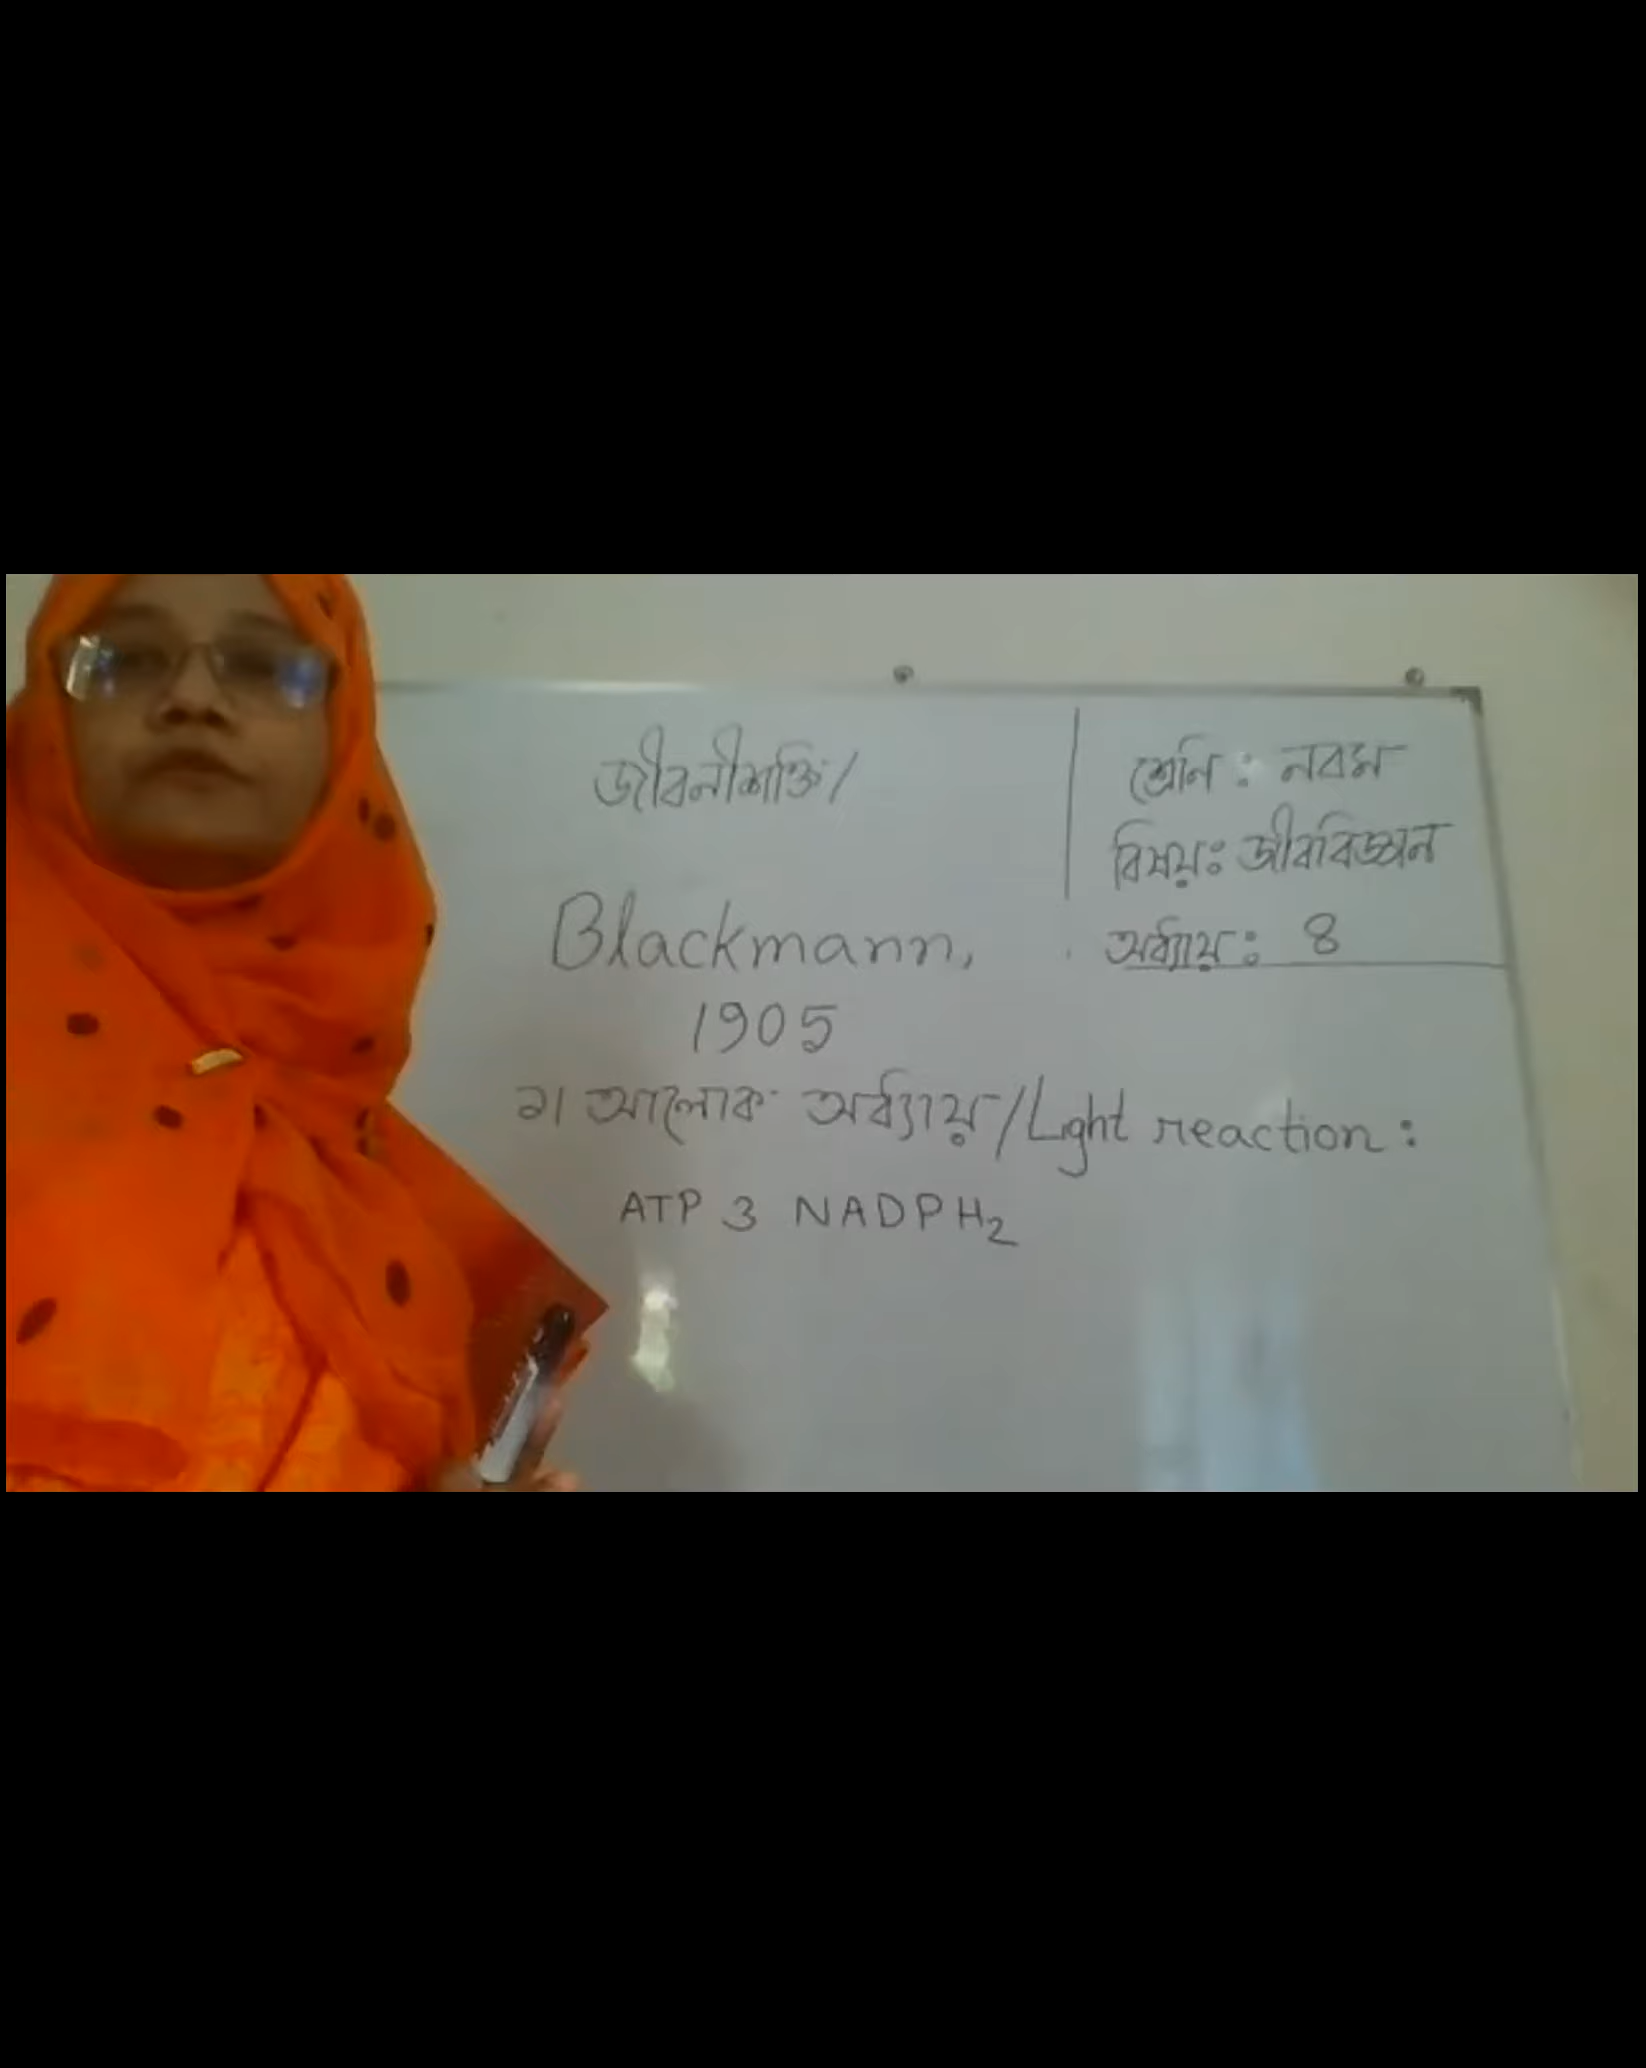 জীবনীশক্তি/
শ্রেনি : নবম
বিষয়ঃ জীববিজ্ঞান
অধ্যায় : ৪
Blackmann,
1905
১। আলোক অধ্যায়/Light reaction :
ATP ও NADPH₂